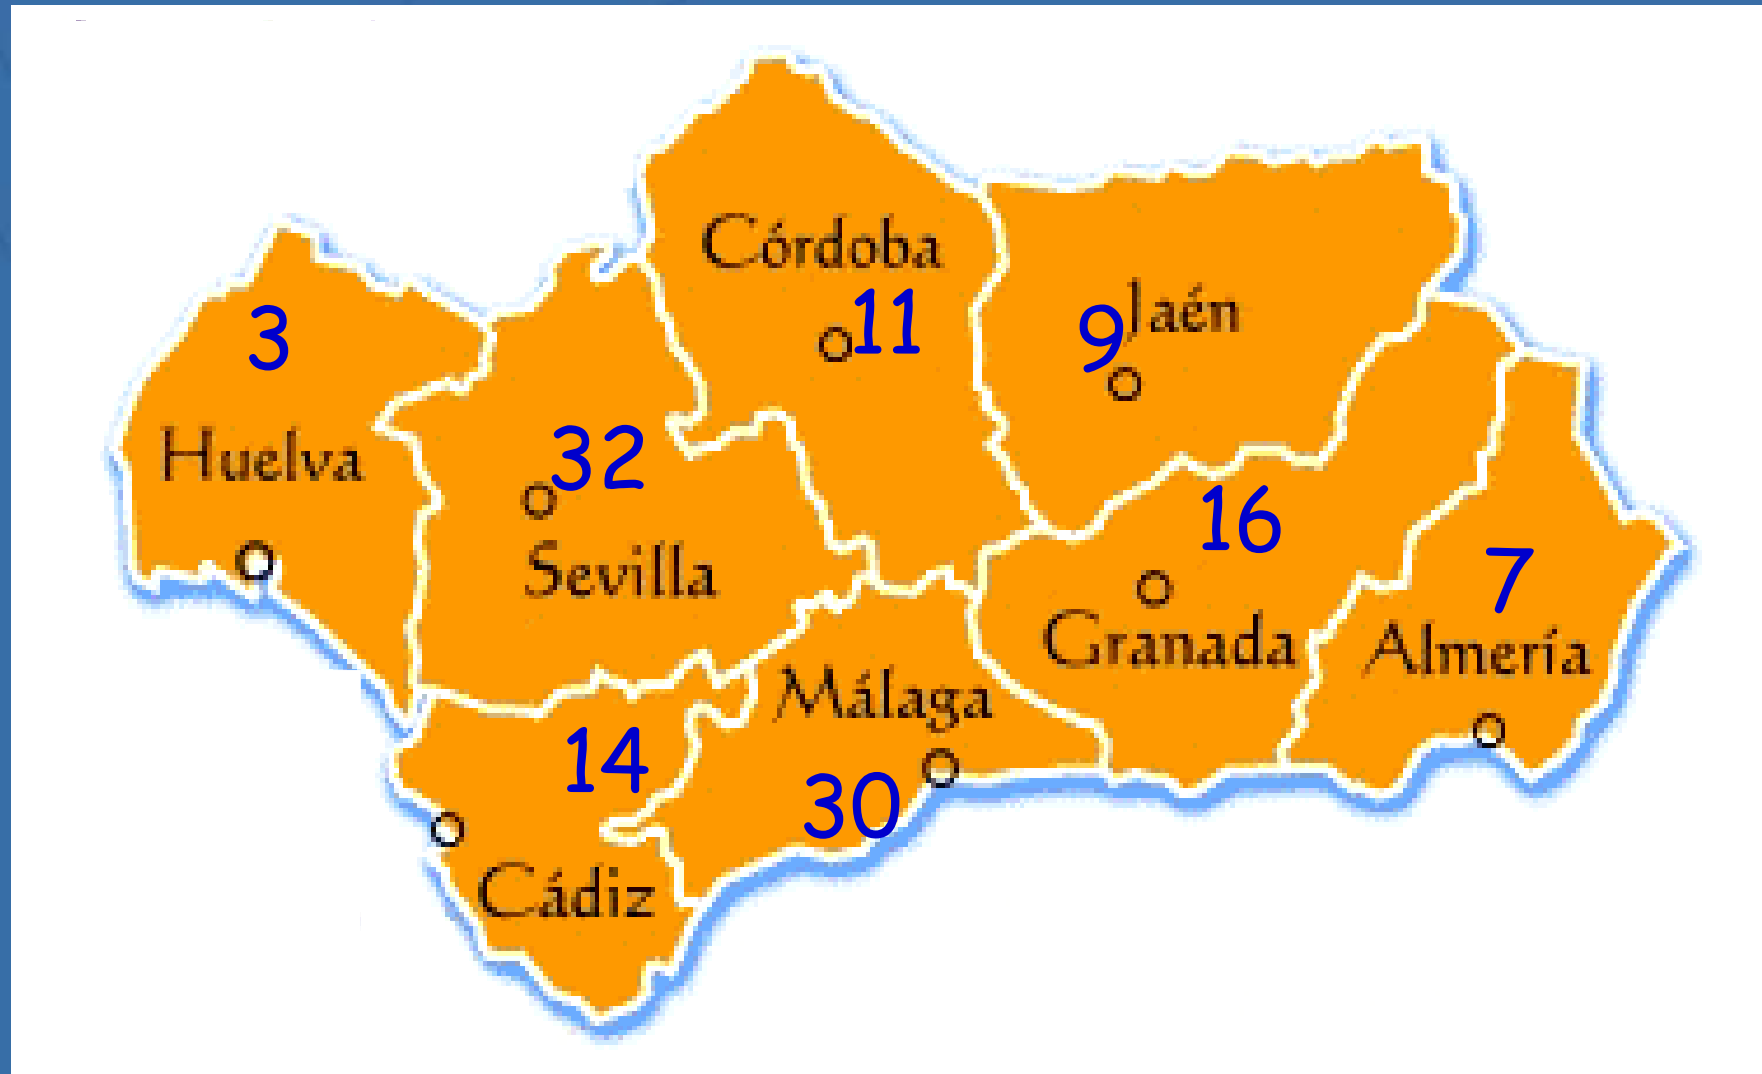 Córdoba
11
Jaén
9
3
Huelva
32
Sevilla
16
Granada
7
Almería
Málaga
30
14
Cádiz